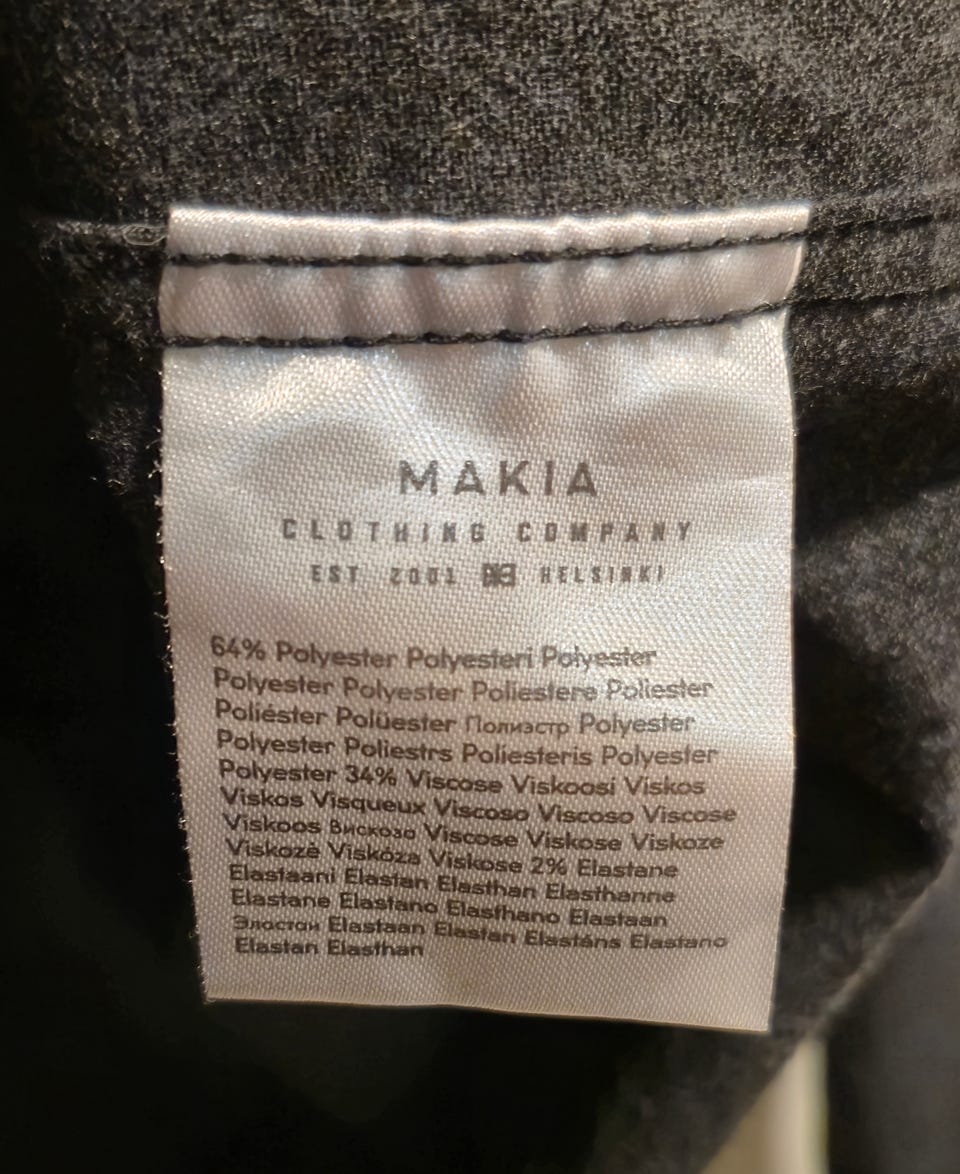 MAKIA
CLOTHING COMPANY
EST 2001 HELSINKI
64% Polyester Polyesteri Polyester
Polyester Polyester Poliestere Poliester
Poliéster Polüester Полиэстр Polyester
Polyester Poliestrs Poliesteris Polyester
Polyester 34% Viscose Viskoosi Viskos
Viskos Visqueux Viscoso Viscoso Viscose
Viskoos Вискоза Viscose Viskose Viskoze
Viskozė Viskóza Viskose 2% Elastane
Elastaani Elastan Elasthan Elasthanne
Elastane Elastano Elasthano Elastaan
Эластан Elastaan Elastan Elastāns Elastano
Elastan Elasthan